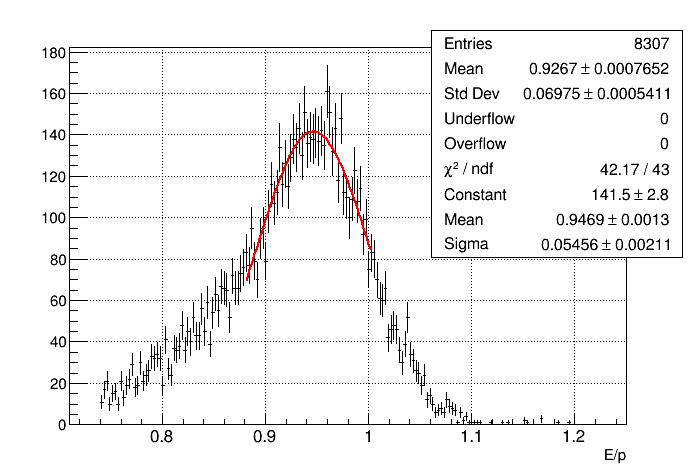 Entries 8307
Mean 0.9267 ± 0.0007652
Std Dev 0.06975 ± 0.0005411
Underflow 0
Overflow 0
χ² / ndf 42.17 / 43
Constant 141.5 ± 2.8
Mean 0.9469 ± 0.0013
Sigma 0.05456 ± 0.00211
180
160
140
120
100
80
60
40
20
0
0.8 0.9 1 1.1 1.2
E/p